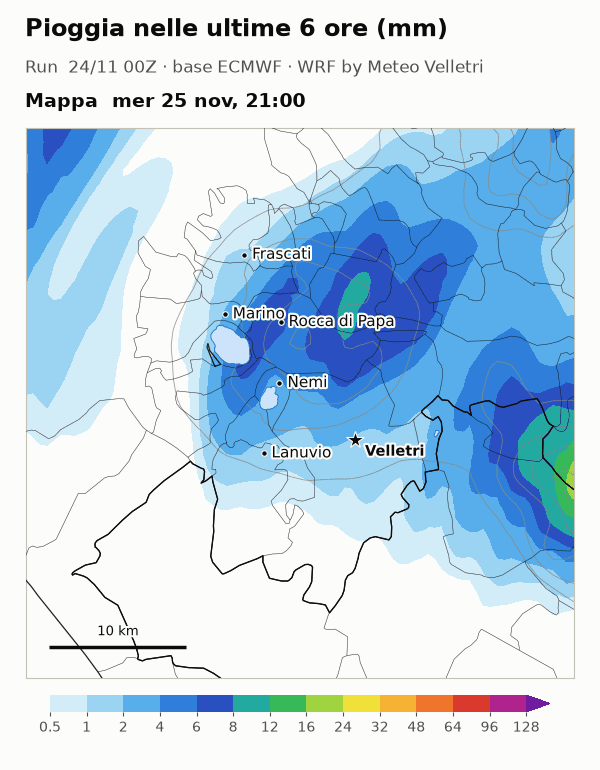 Pioggia nelle ultime 6 ore (mm)
Run  24/11 00Z · base ECMWF · WRF by Meteo Velletri
Mappa  mer 25 nov, 21:00
Frascati
Marino
Rocca di Papa
Nemi
Velletri
Lanuvio
10 km
0.5 1 2 4 6 8 12 16 24 32 48 64 96 128